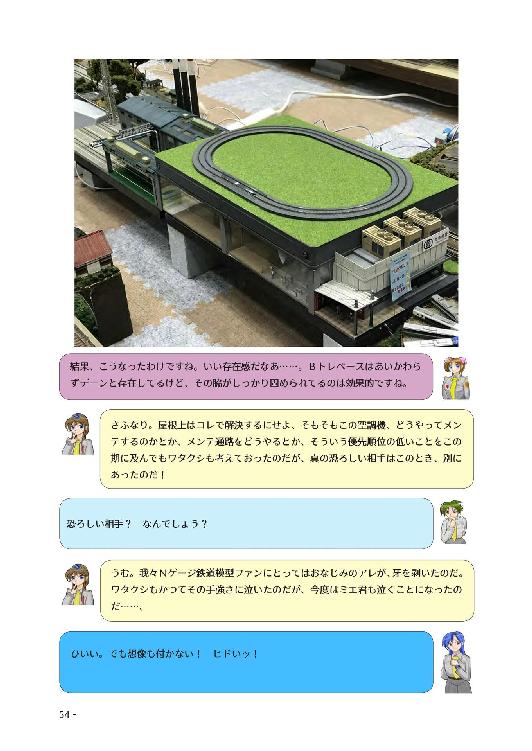 結果、こうなったわけですね。いい存在感だなあ……。Ｂトレベースはあいかわら
ずデーンと存在してるけど、その脇がしっかり固められてるのは効果的ですね。
さふなり。屋根上はコレで解決するにせよ、そもそもこの空調機、どうやってメン
テするのかとか、メンテ通路をどうやるとか、そういう優先順位の低いことをこの
期に及んでもワタクシも考えておったのだが、真の恐ろしい相手はこのとき、別に
あったのだ！
恐ろしい相手？　なんでしょう？
うむ。我々Ｎゲージ鉄道模型ファンにとってはおなじみのアレが、牙を剥いたのだ。
ワタクシもかつてその手強さに泣いたのだが、今度はミエ君も泣くことになったの
だ……。
ひいい。でも想像も付かない！　ヒドいッ！
54 -